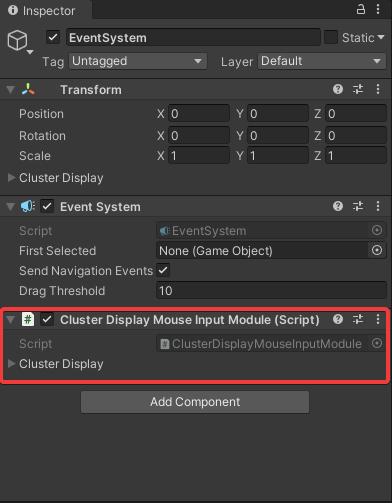 Inspector
EventSystem Static
Tag Untagged Layer Default
Transform
Position X 0 Y 0 Z 0
Rotation X 0 Y 0 Z 0
Scale X 1 Y 1 Z 1
Cluster Display
Event System
Script EventSystem
First Selected None (Game Object)
Send Navigation Events
Drag Threshold 10
# Cluster Display Mouse Input Module (Script)
Script # ClusterDisplayMouseInputModule
Cluster Display
Add Component